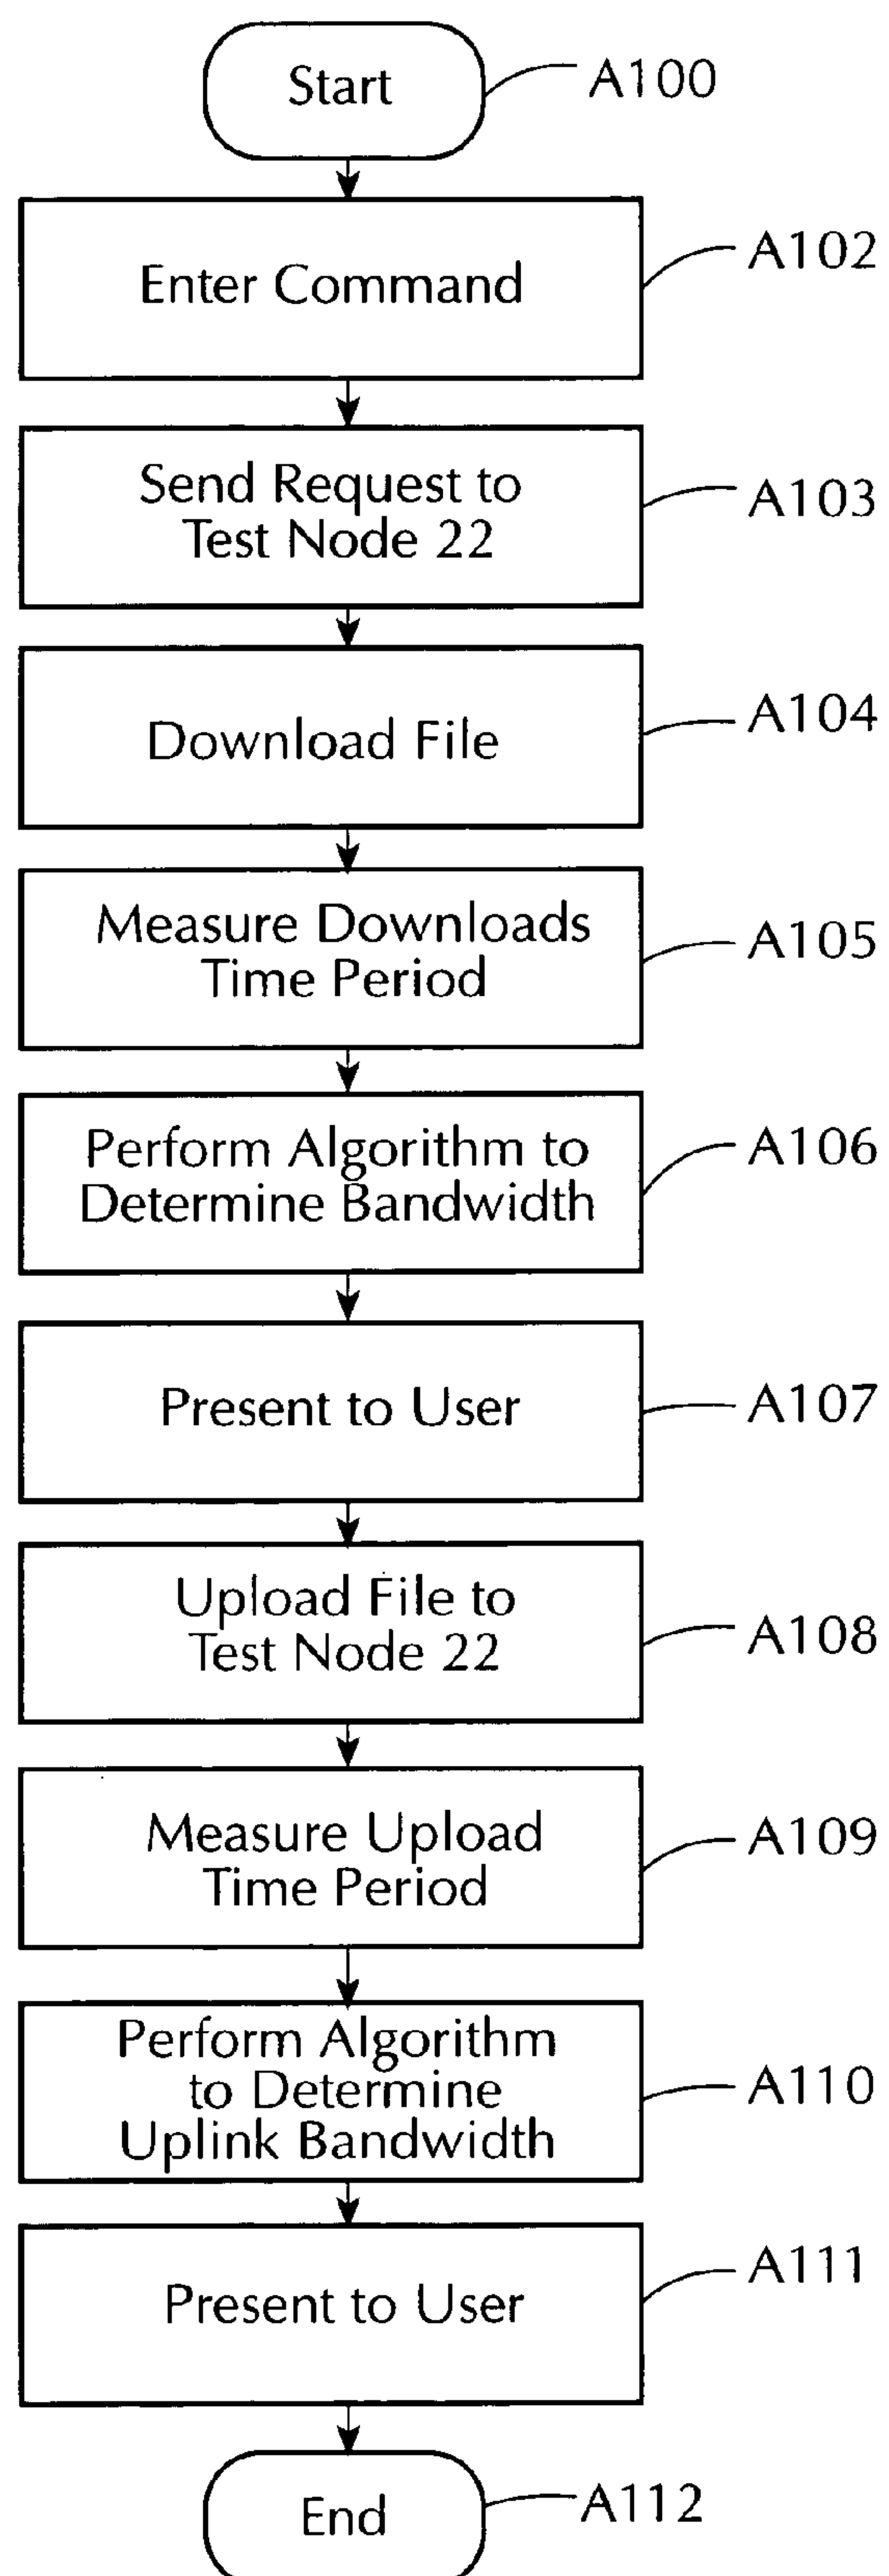 Start
A100
Enter Command
A102
Send Request to
Test Node 22
A103
Download File
A104
Measure Downloads
Time Period
A105
Perform Algorithm to
Determine Bandwidth
A106
Present to User
A107
Upload File to
Test Node 22
A108
Measure Upload
Time Period
A109
Perform Algorithm
to Determine
Uplink Bandwidth
A110
Present to User
A111
End
A112